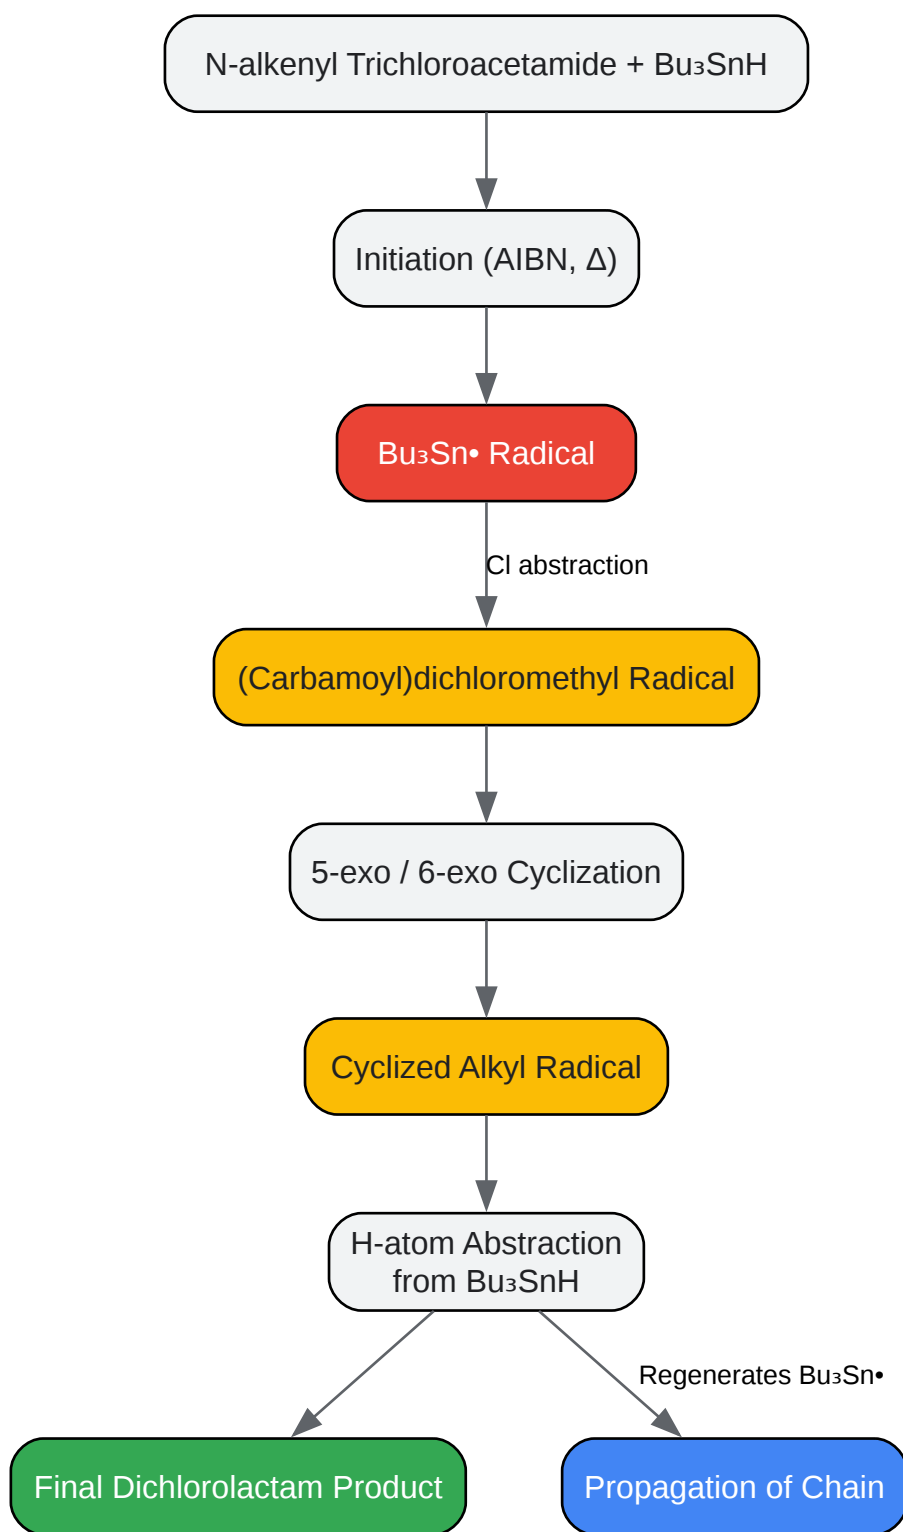 N-alkenyl Trichloroacetamide + Bu₃SnH
Initiation (AIBN, Δ)
Bu₃Sn• Radical
Cl abstraction
(Carbamoyl)dichloromethyl Radical
5-exo / 6-exo Cyclization
Cyclized Alkyl Radical
H-atom Abstraction
from Bu₃SnH
Regenerates Bu₃Sn•
Final Dichlorolactam Product
Propagation of Chain